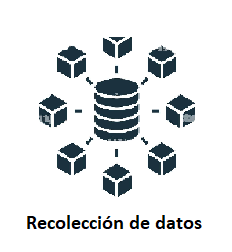 Recolección de datos